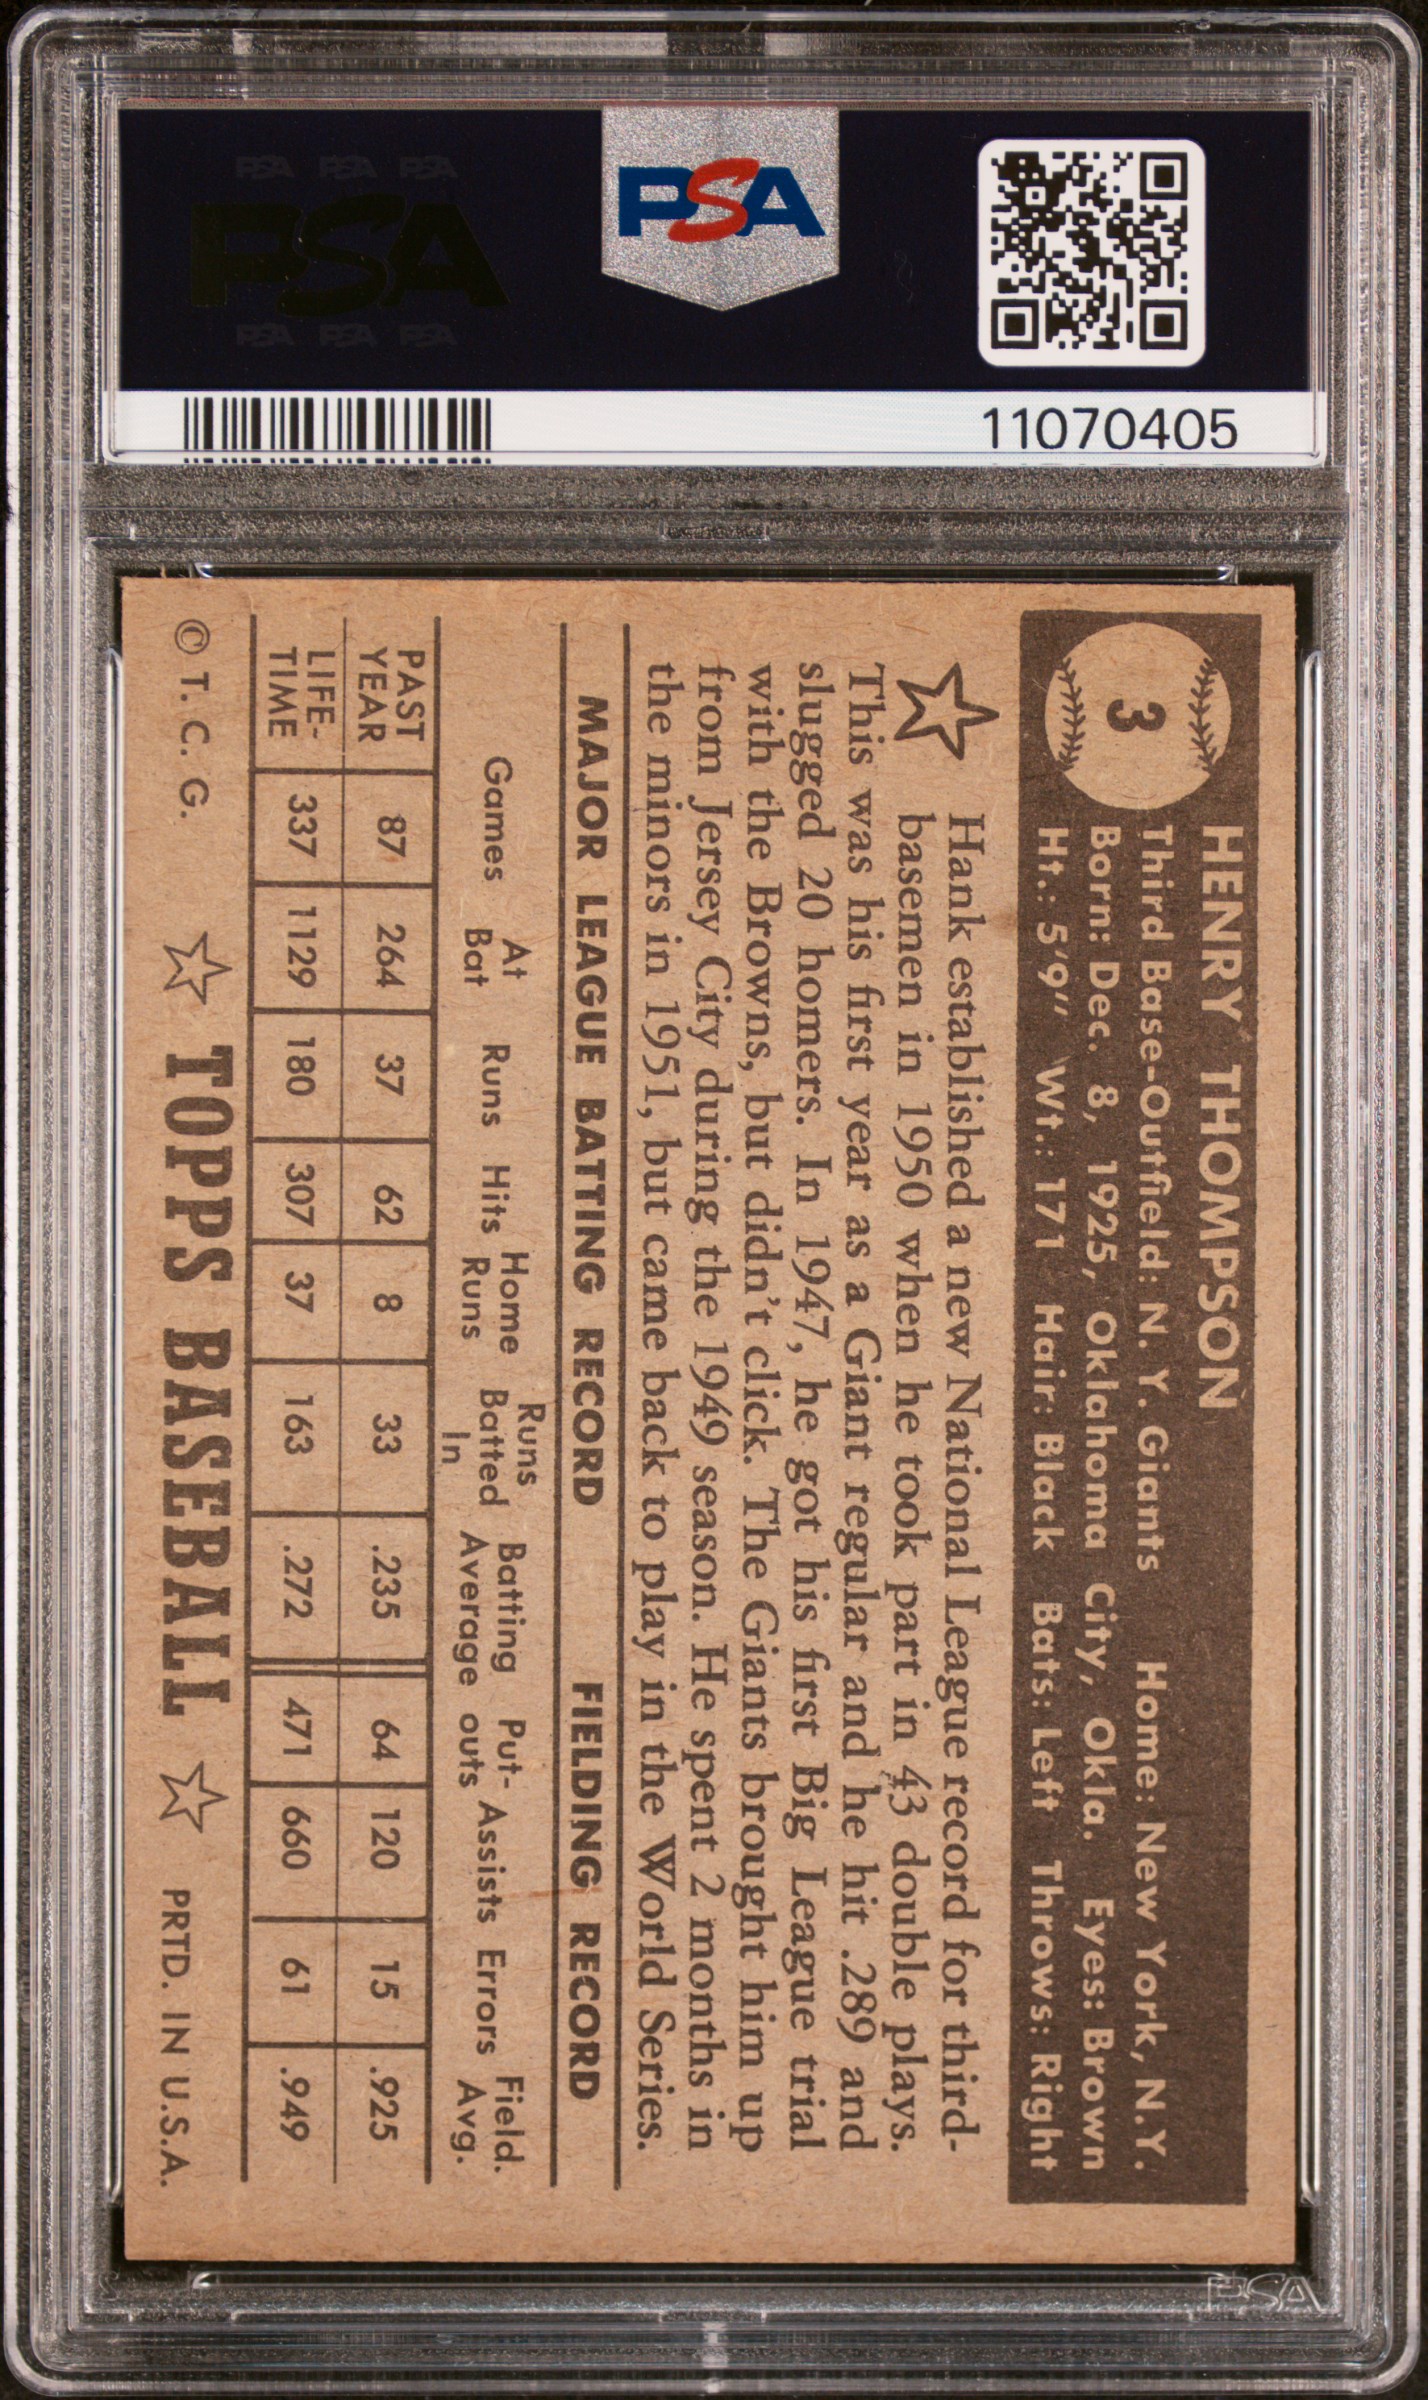 PSA PSA PSA
PSA
PSA PSA PSA
PSA
11070405
3
HENRY THOMPSON
Third Base-Outfield: N. Y. Giants Home: New York, N.Y.
Born: Dec. 8, 1925, Oklahoma City, Okla. Eyes: Brown
Ht.: 5'9" Wt.: 171 Hair: Black Bats: Left Throws: Right
Hank established a new National League record for third-
basemen in 1950 when he took part in 43 double plays.
This was his first year as a Giant regular and he hit .289 and
slugged 20 homers. In 1947, he got his first Big League trial
with the Browns, but didn't click. The Giants brought him up
from Jersey City during the 1949 season. He spent 2 months in
the minors in 1951, but came back to play in the World Series.
MAJOR LEAGUE BATTING RECORD FIELDING RECORD
Games At Bat Runs Hits Home Runs Runs Batted In Batting Average Put-outs Assists Errors Field. Avg.
PAST YEAR 87 264 37 62 8 33 .235 64 120 15 .925
LIFE-TIME 337 1129 180 307 37 163 .272 471 660 61 .949
© T. C. G. ☆ TOPPS BASEBALL ☆ PRTD. IN U.S.A.
PSA